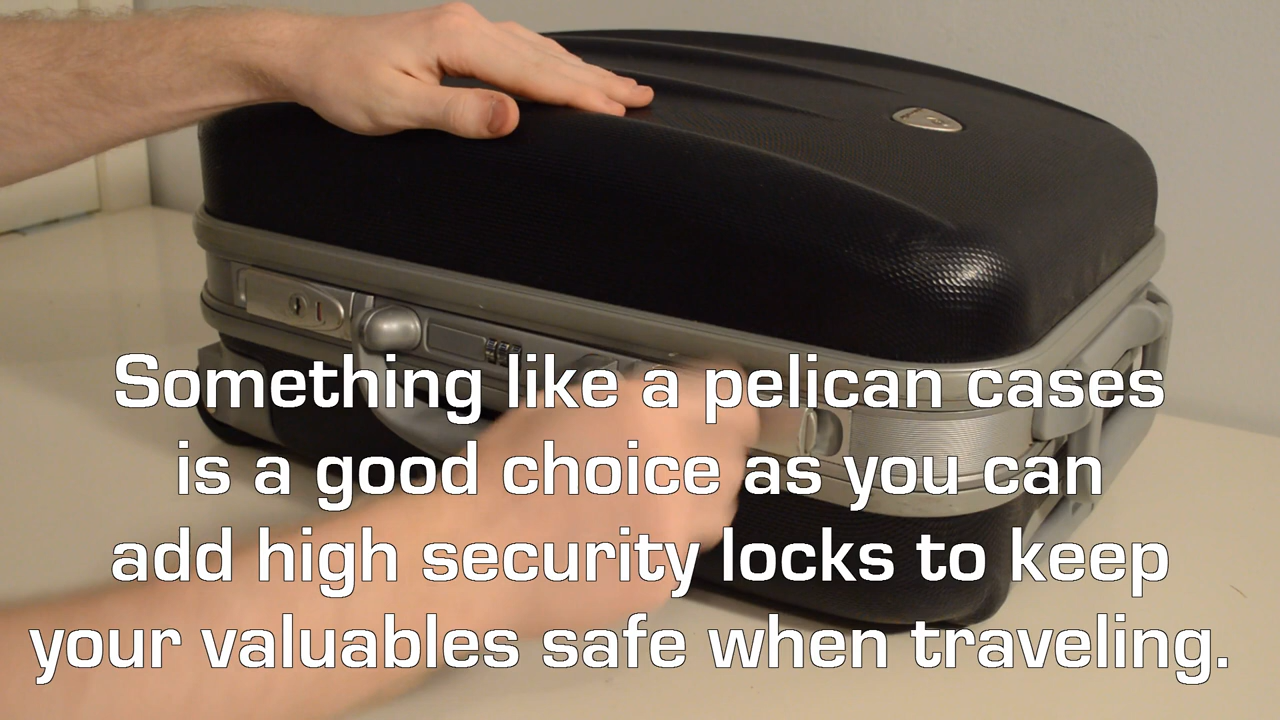 Something like a pelican cases
is a good choice as you can
add high security locks to keep
your valuables safe when traveling.